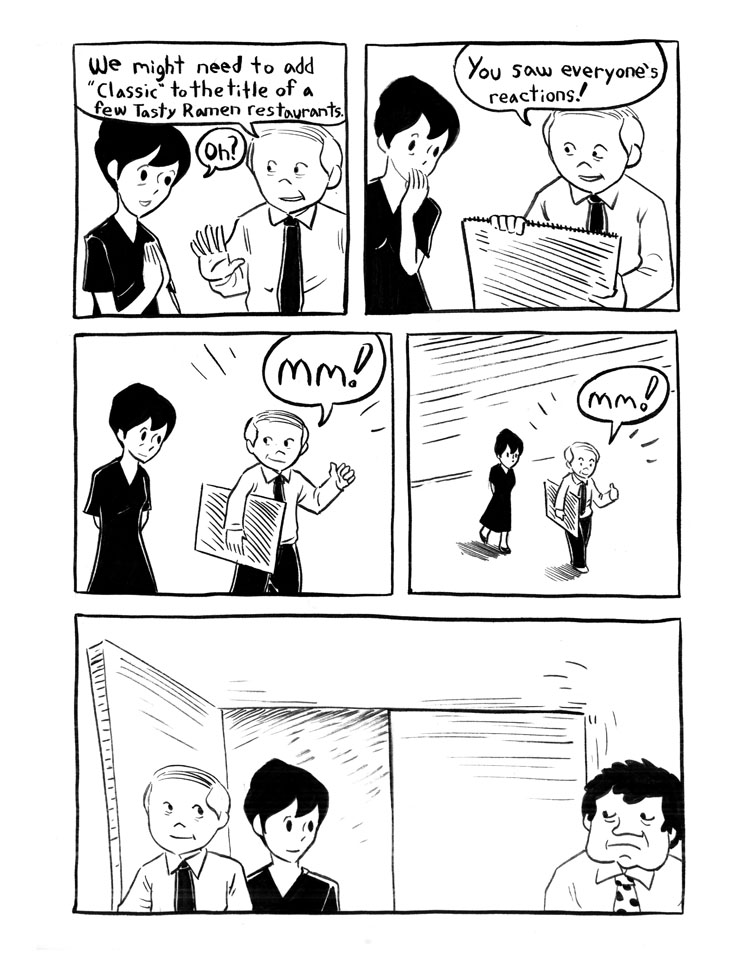 We might need to add
"Classic" to the title of a
few Tasty Ramen restaurants.
Oh?
You saw everyone's
reactions!
MM!
MM!